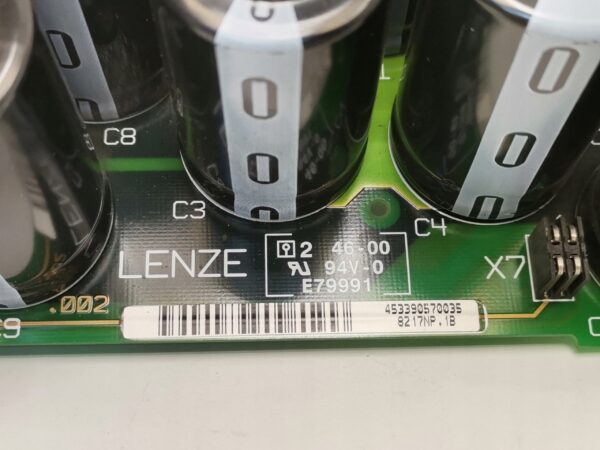 C8
C3
C4
LENZE
2 46-00
94V-0
E79991
X7
.002
453390570035
8217NP.1B